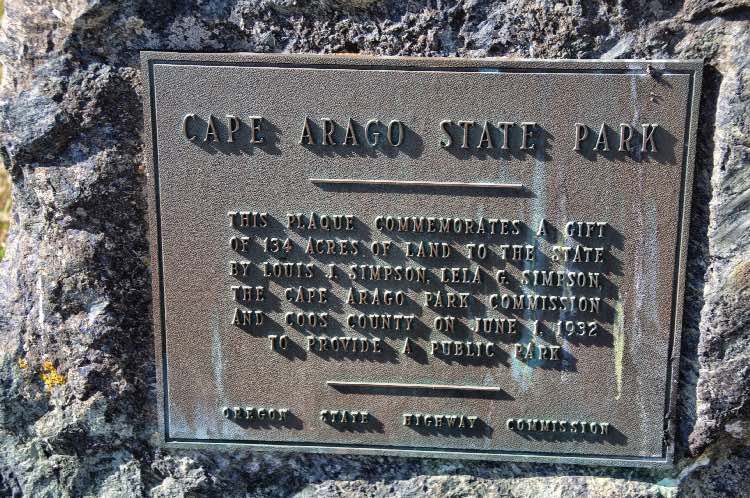 CAPE ARAGO STATE PARK
THIS PLAQUE COMMEMORATES A GIFT
OF 134 ACRES OF LAND TO THE STATE
BY LOUIS J. SIMPSON, LELA G. SIMPSON,
THE CAPE ARAGO PARK COMMISSION
AND COOS COUNTY ON JUNE 1, 1932
TO PROVIDE A PUBLIC PARK
OREGON STATE HIGHWAY COMMISSION